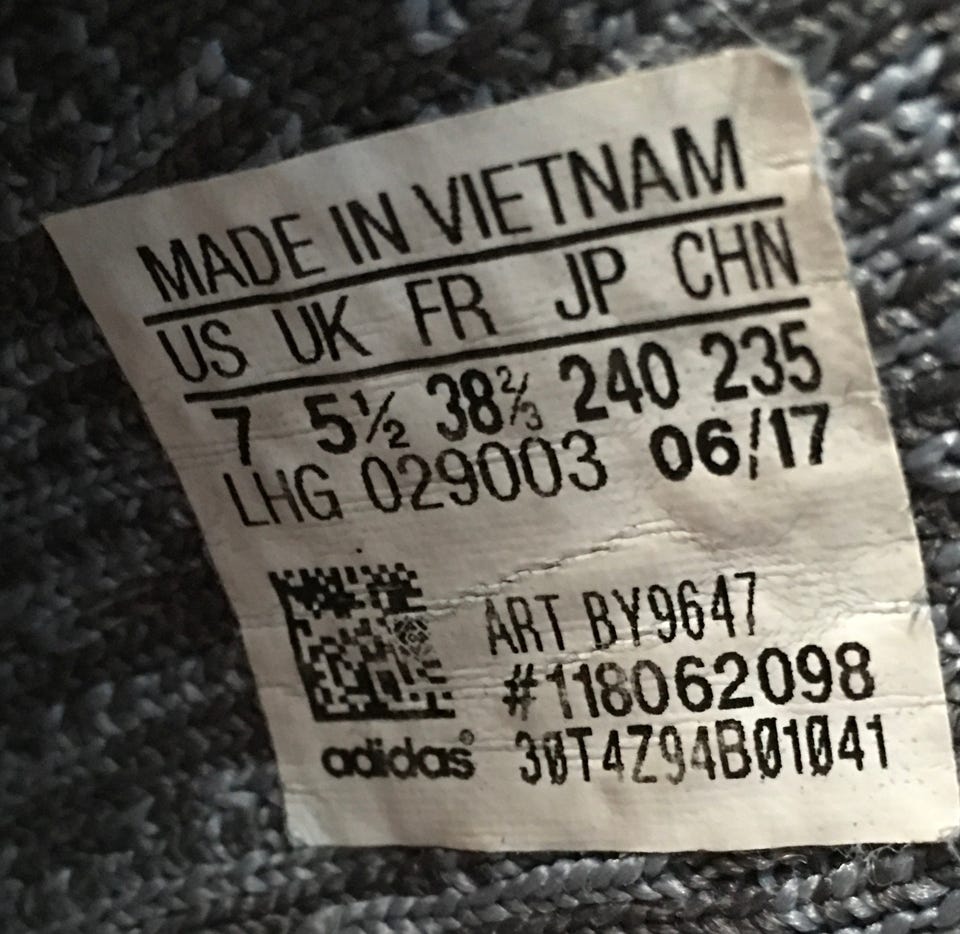 MADE IN VIETNAM
US UK FR JP CHN
7 5½ 38⅔ 240 235
LHG 029003 06/17
ART BY9647
#118062098
adidas® 30T4Z94B01041